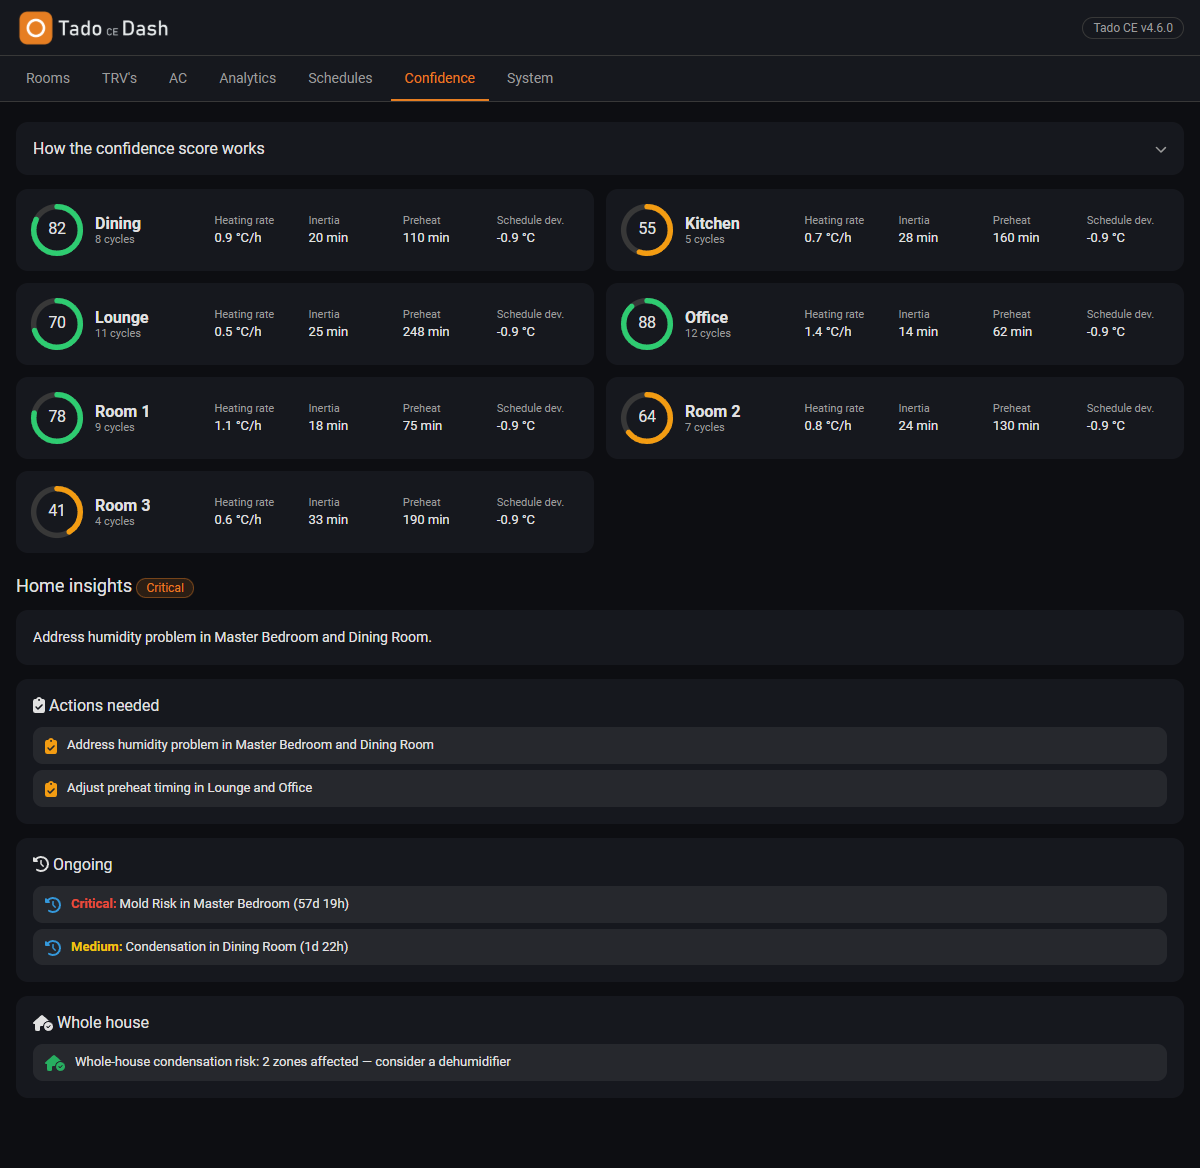 Tado CE Dash
Tado CE v4.6.0
Rooms TRV's AC Analytics Schedules Confidence System
How the confidence score works
82 Dining
8 cycles
Heating rate Inertia Preheat Schedule dev.
0.9 °C/h 20 min 110 min -0.9 °C
55 Kitchen
5 cycles
Heating rate Inertia Preheat Schedule dev.
0.7 °C/h 28 min 160 min -0.9 °C
70 Lounge
11 cycles
Heating rate Inertia Preheat Schedule dev.
0.5 °C/h 25 min 248 min -0.9 °C
88 Office
12 cycles
Heating rate Inertia Preheat Schedule dev.
1.4 °C/h 14 min 62 min -0.9 °C
78 Room 1
9 cycles
Heating rate Inertia Preheat Schedule dev.
1.1 °C/h 18 min 75 min -0.9 °C
64 Room 2
7 cycles
Heating rate Inertia Preheat Schedule dev.
0.8 °C/h 24 min 130 min -0.9 °C
41 Room 3
4 cycles
Heating rate Inertia Preheat Schedule dev.
0.6 °C/h 33 min 190 min -0.9 °C
Home insights Critical
Address humidity problem in Master Bedroom and Dining Room.
Actions needed
Address humidity problem in Master Bedroom and Dining Room
Adjust preheat timing in Lounge and Office
Ongoing
Critical: Mold Risk in Master Bedroom (57d 19h)
Medium: Condensation in Dining Room (1d 22h)
Whole house
Whole-house condensation risk: 2 zones affected — consider a dehumidifier